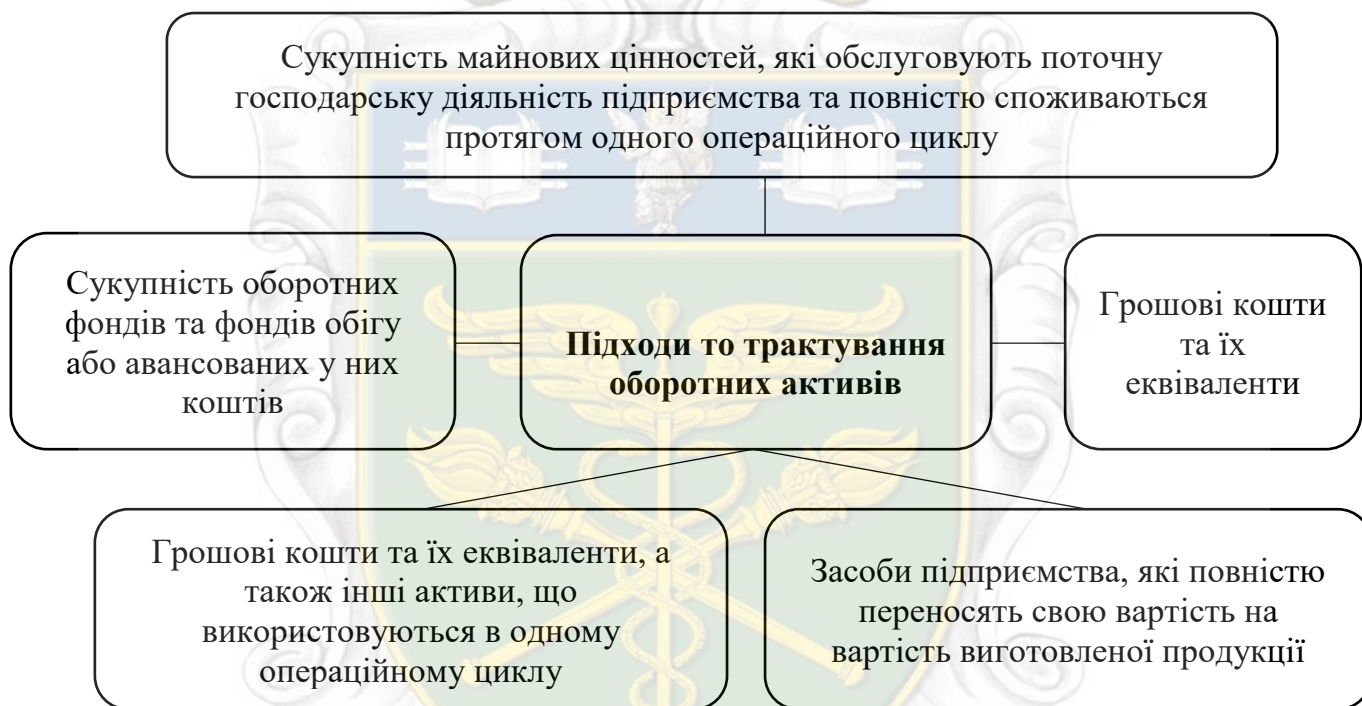 Сукупність майнових цінностей, які обслуговують поточну
господарську діяльність підприємства та повністю споживаються
протягом одного операційного циклу
Сукупність оборотних
фондів та фондів обігу
або авансованих у них
коштів
Підходи то трактування
оборотних активів
Грошові кошти
та їх
еквіваленти
Грошові кошти та їх еквіваленти, а
також інші активи, що
використовуються в одному
операційному циклу
Засоби підприємства, які повністю
переносять свою вартість на
вартість виготовленої продукції